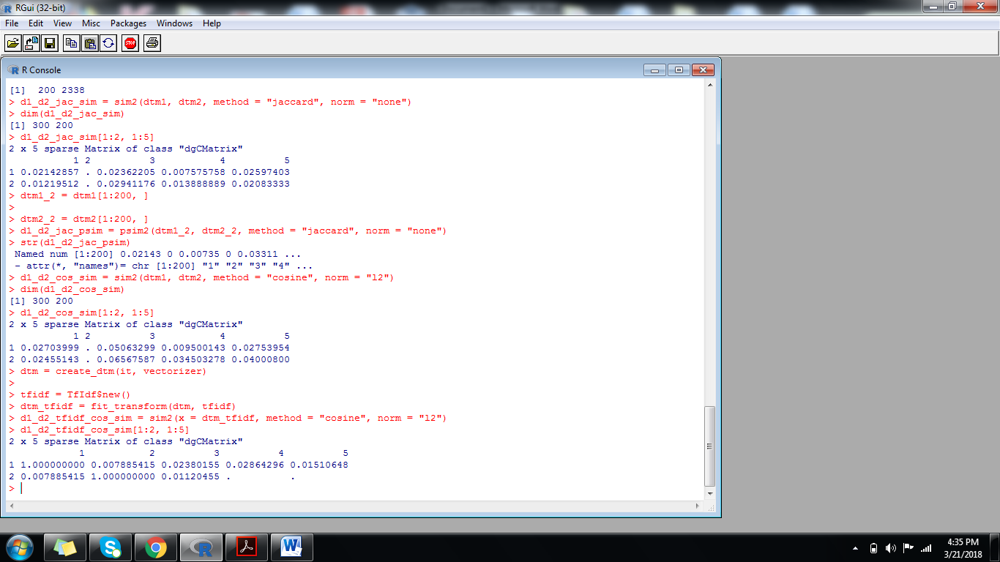 RGui (32-bit)
File Edit View Misc Packages Windows Help
STOP
R Console
[1]  200 2338
> d1_d2_jac_sim = sim2(dtm1, dtm2, method = "jaccard", norm = "none")
> dim(d1_d2_jac_sim)
[1] 300 200
> d1_d2_jac_sim[1:2, 1:5]
2 x 5 sparse Matrix of class "dgCMatrix"
           1 2          3           4          5
1 0.02142857 . 0.02362205 0.007575758 0.02597403
2 0.01219512 . 0.02941176 0.013888889 0.02083333
> dtm1_2 = dtm1[1:200, ]
>
> dtm2_2 = dtm2[1:200, ]
> d1_d2_jac_psim = psim2(dtm1_2, dtm2_2, method = "jaccard", norm = "none")
> str(d1_d2_jac_psim)
 Named num [1:200] 0.02143 0 0.00735 0 0.03311 ...
 - attr(*, "names")= chr [1:200] "1" "2" "3" "4" ...
> d1_d2_cos_sim = sim2(dtm1, dtm2, method = "cosine", norm = "l2")
> dim(d1_d2_cos_sim)
[1] 300 200
> d1_d2_cos_sim[1:2, 1:5]
2 x 5 sparse Matrix of class "dgCMatrix"
           1 2          3           4          5
1 0.02703999 . 0.05063299 0.009500143 0.02753954
2 0.02455143 . 0.06567587 0.034503278 0.04000800
> dtm = create_dtm(it, vectorizer)
>
> tfidf = TfIdf$new()
> dtm_tfidf = fit_transform(dtm, tfidf)
> d1_d2_tfidf_cos_sim = sim2(x = dtm_tfidf, method = "cosine", norm = "l2")
> d1_d2_tfidf_cos_sim[1:2, 1:5]
2 x 5 sparse Matrix of class "dgCMatrix"
            1           2          3          4          5
1 1.000000000 0.007885415 0.02380155 0.02864296 0.01510648
2 0.007885415 1.000000000 0.01120455 .          .
>
4:35 PM
3/21/2018